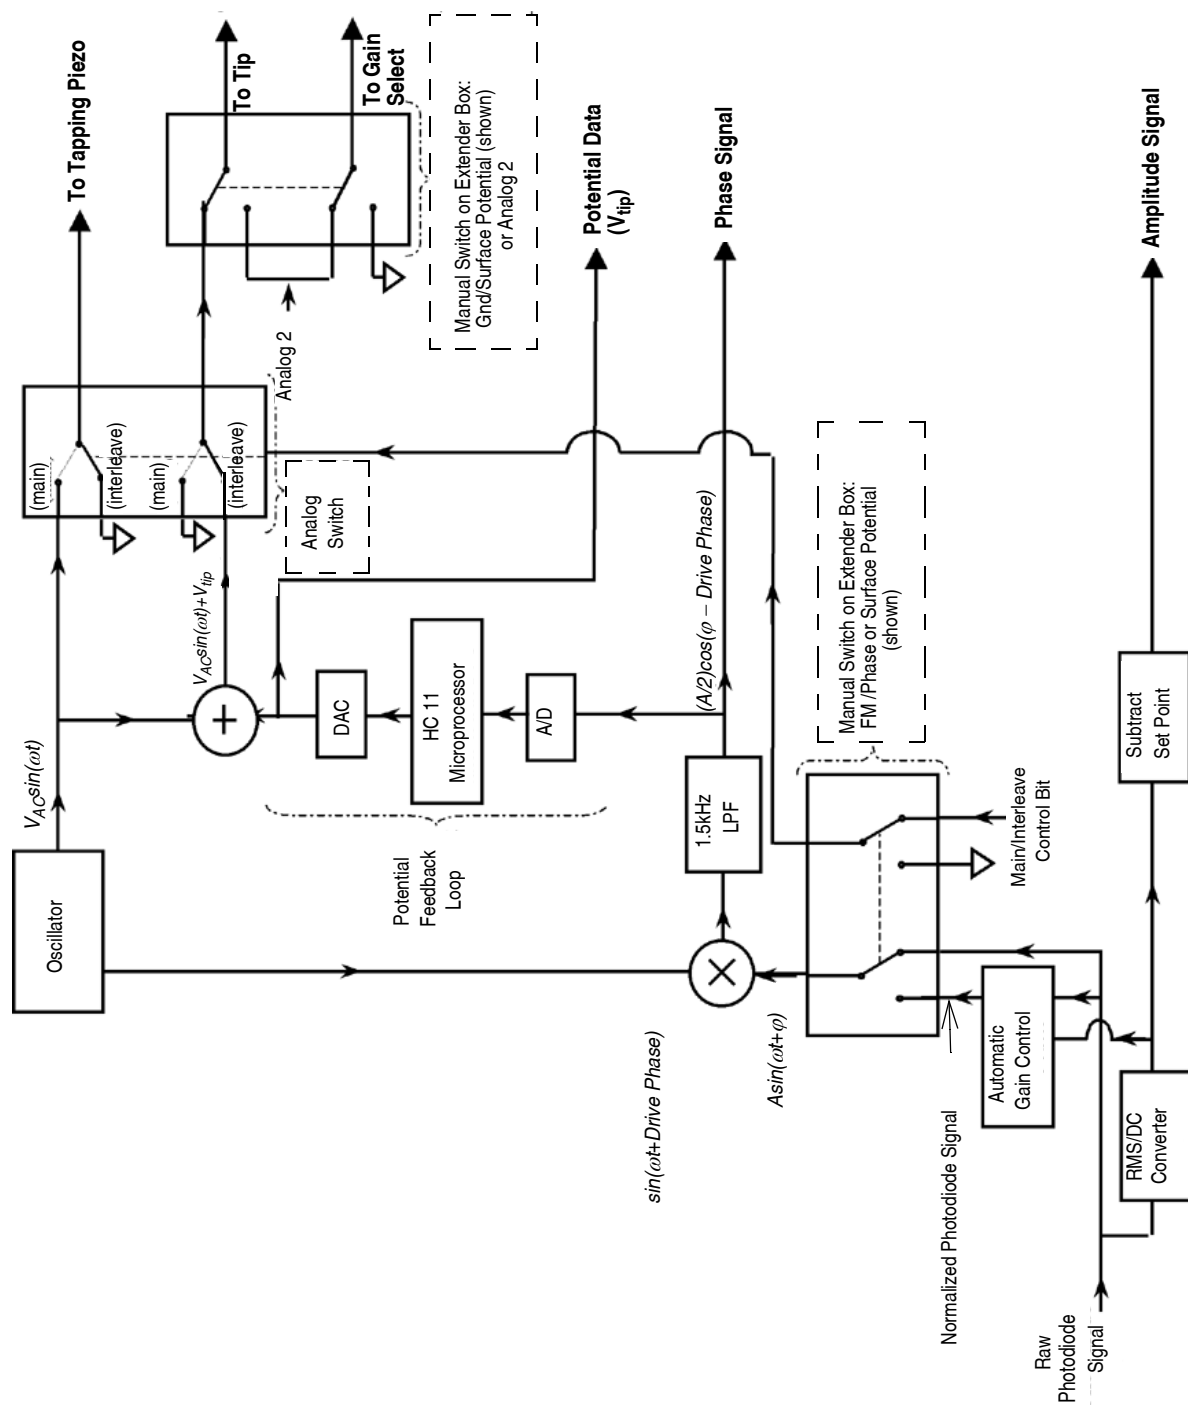 To Tapping Piezo
To Tip
To Gain
Select
Manual Switch on Extender Box:
Gnd/Surface Potential (shown)
or Analog 2
Potential Data
(Vtip)
Phase Signal
Amplitude Signal
(main)
(interleave)
(main)
(interleave)
Analog 2
Analog
Switch
VACsin(ωt)
VACsin(ωt)+Vtip
(A/2)cos(φ – Drive Phase)
Manual Switch on Extender Box:
FM /Phase or Surface Potential
(shown)
+
DAC
HC 11
Microprocessor
A/D
Potential
Feedback
Loop
1.5kHz
LPF
Subtract
Set Point
Main/Interleave
Control Bit
Oscillator
sin(ωt+Drive Phase)
Asin(ωt+φ)
Automatic
Gain Control
Normalized Photodiode Signal
RMS/DC
Converter
Raw
Photodiode
Signal